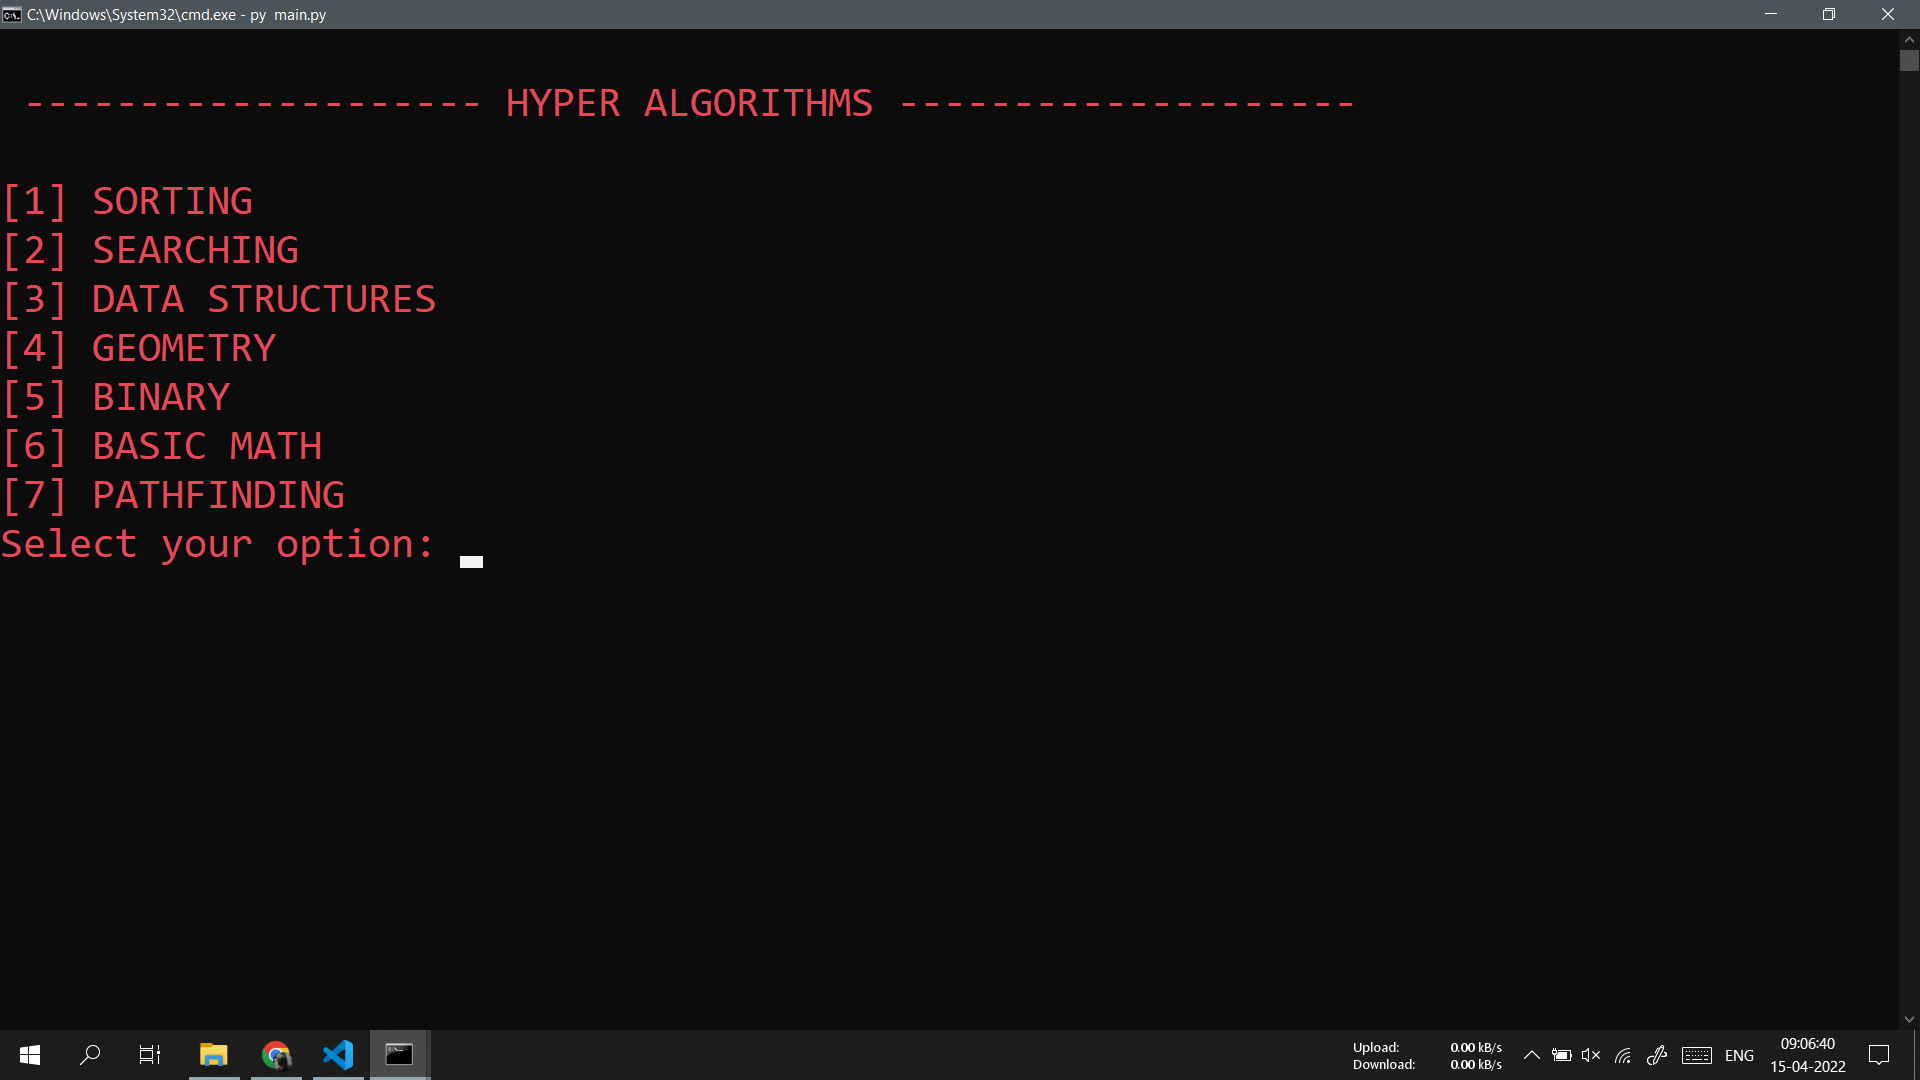 C:\Windows\System32\cmd.exe - py  main.py
-------------------- HYPER ALGORITHMS --------------------
[1] SORTING
[2] SEARCHING
[3] DATA STRUCTURES
[4] GEOMETRY
[5] BINARY
[6] BASIC MATH
[7] PATHFINDING
Select your option:
Upload: 0.00 kB/s
Download: 0.00 kB/s
ENG
09:06:40
15-04-2022